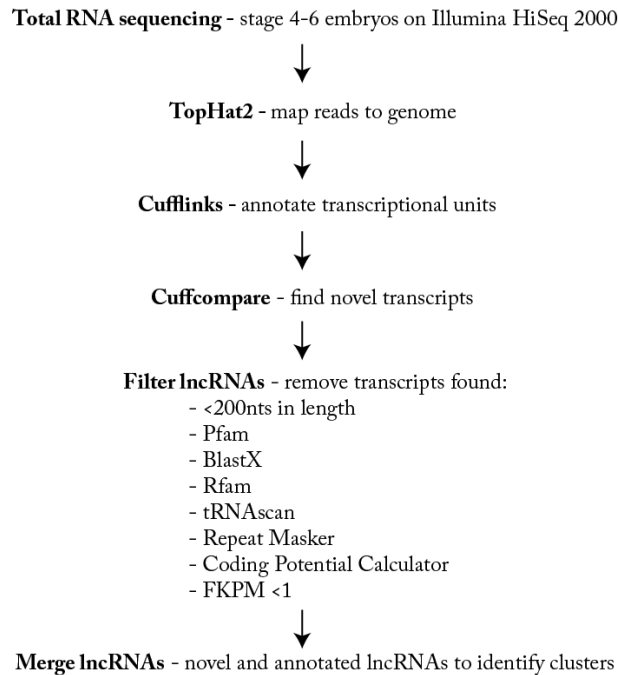 Total RNA sequencing - stage 4-6 embryos on Illumina HiSeq 2000
TopHat2 - map reads to genome
Cufflinks - annotate transcriptional units
Cuffcompare - find novel transcripts
Filter lncRNAs - remove transcripts found:
- <200nts in length
- Pfam
- BlastX
- Rfam
- tRNAscan
- Repeat Masker
- Coding Potential Calculator
- FKPM <1
Merge lncRNAs - novel and annotated lncRNAs to identify clusters